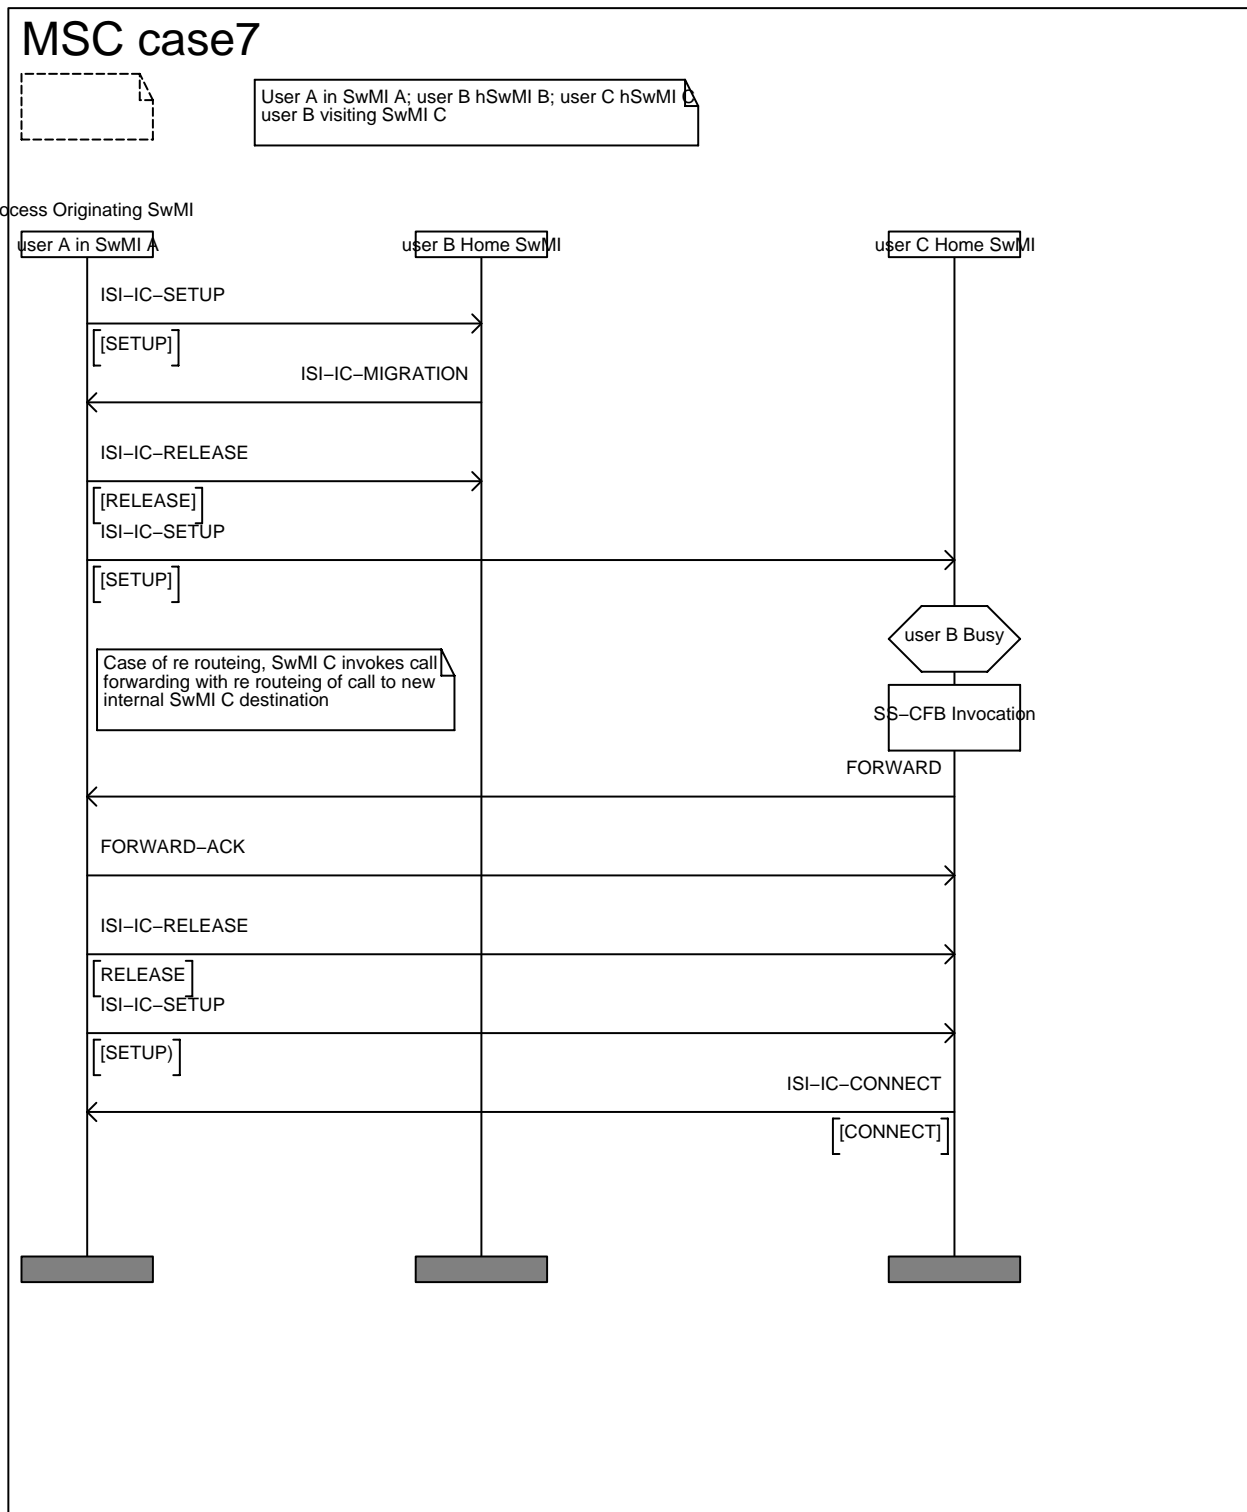 MSC case7
User A in SwMI A; user B hSwMI B; user C hSwMI C
user B visiting SwMI C
ocess Originating SwMI
user A in SwMI A
user B Home SwMI
user C Home SwMI
ISI−IC−SETUP
[SETUP]
ISI−IC−MIGRATION
ISI−IC−RELEASE
[RELEASE]
ISI−IC−SETUP
[SETUP]
user B Busy
Case of re routeing, SwMI C invokes call
forwarding with re routeing of call to new
internal SwMI C destination
SS−CFB Invocation
FORWARD
FORWARD−ACK
ISI−IC−RELEASE
RELEASE
ISI−IC−SETUP
[SETUP)
ISI−IC−CONNECT
[CONNECT]